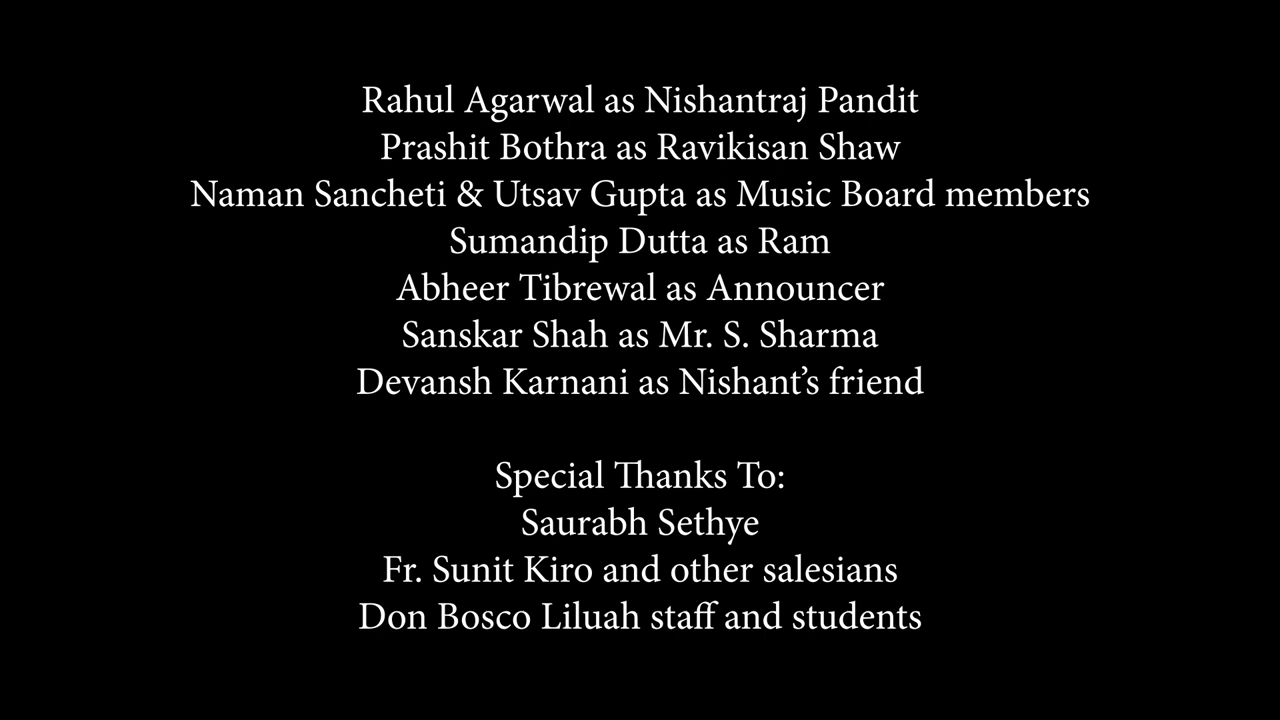 Rahul Agarwal as Nishantraj Pandit
Prashit Bothra as Ravikisan Shaw
Naman Sancheti & Utsav Gupta as Music Board members
Sumandip Dutta as Ram
Abheer Tibrewal as Announcer
Sanskar Shah as Mr. S. Sharma
Devansh Karnani as Nishant’s friend
Special Thanks To:
Saurabh Sethye
Fr. Sunit Kiro and other salesians
Don Bosco Liluah staff and students